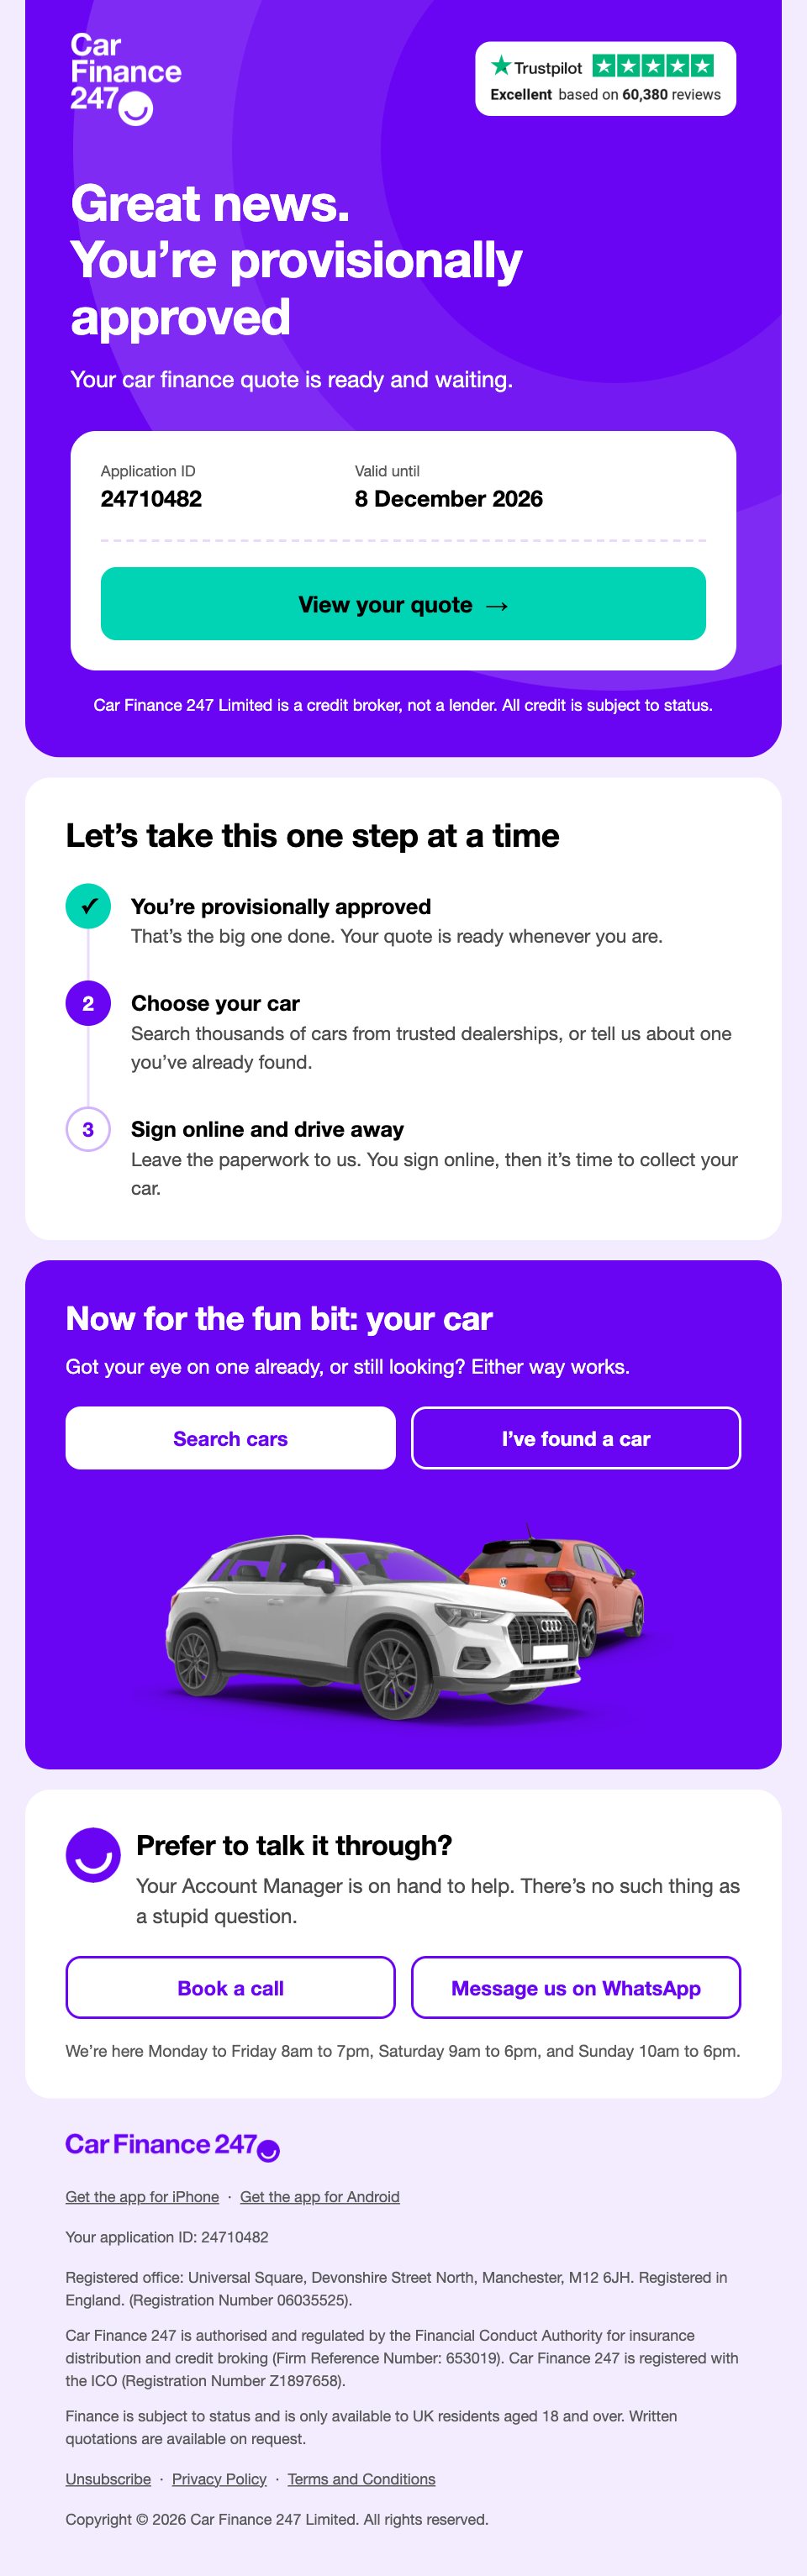 Car
Finance
247
Trustpilot
Excellent based on 60,380 reviews
Great news.
You’re provisionally
approved
Your car finance quote is ready and waiting.
Application ID
24710482
Valid until
8 December 2026
View your quote →
Car Finance 247 Limited is a credit broker, not a lender. All credit is subject to status.
Let’s take this one step at a time
✓
You’re provisionally approved
That’s the big one done. Your quote is ready whenever you are.
2
Choose your car
Search thousands of cars from trusted dealerships, or tell us about one
you’ve already found.
3
Sign online and drive away
Leave the paperwork to us. You sign online, then it’s time to collect your
car.
Now for the fun bit: your car
Got your eye on one already, or still looking? Either way works.
Search cars
I’ve found a car
Prefer to talk it through?
Your Account Manager is on hand to help. There’s no such thing as
a stupid question.
Book a call
Message us on WhatsApp
We’re here Monday to Friday 8am to 7pm, Saturday 9am to 6pm, and Sunday 10am to 6pm.
Car Finance 247
Get the app for iPhone · Get the app for Android
Your application ID: 24710482
Registered office: Universal Square, Devonshire Street North, Manchester, M12 6JH. Registered in
England. (Registration Number 06035525).
Car Finance 247 is authorised and regulated by the Financial Conduct Authority for insurance
distribution and credit broking (Firm Reference Number: 653019). Car Finance 247 is registered with
the ICO (Registration Number Z1897658).
Finance is subject to status and is only available to UK residents aged 18 and over. Written
quotations are available on request.
Unsubscribe · Privacy Policy · Terms and Conditions
Copyright © 2026 Car Finance 247 Limited. All rights reserved.